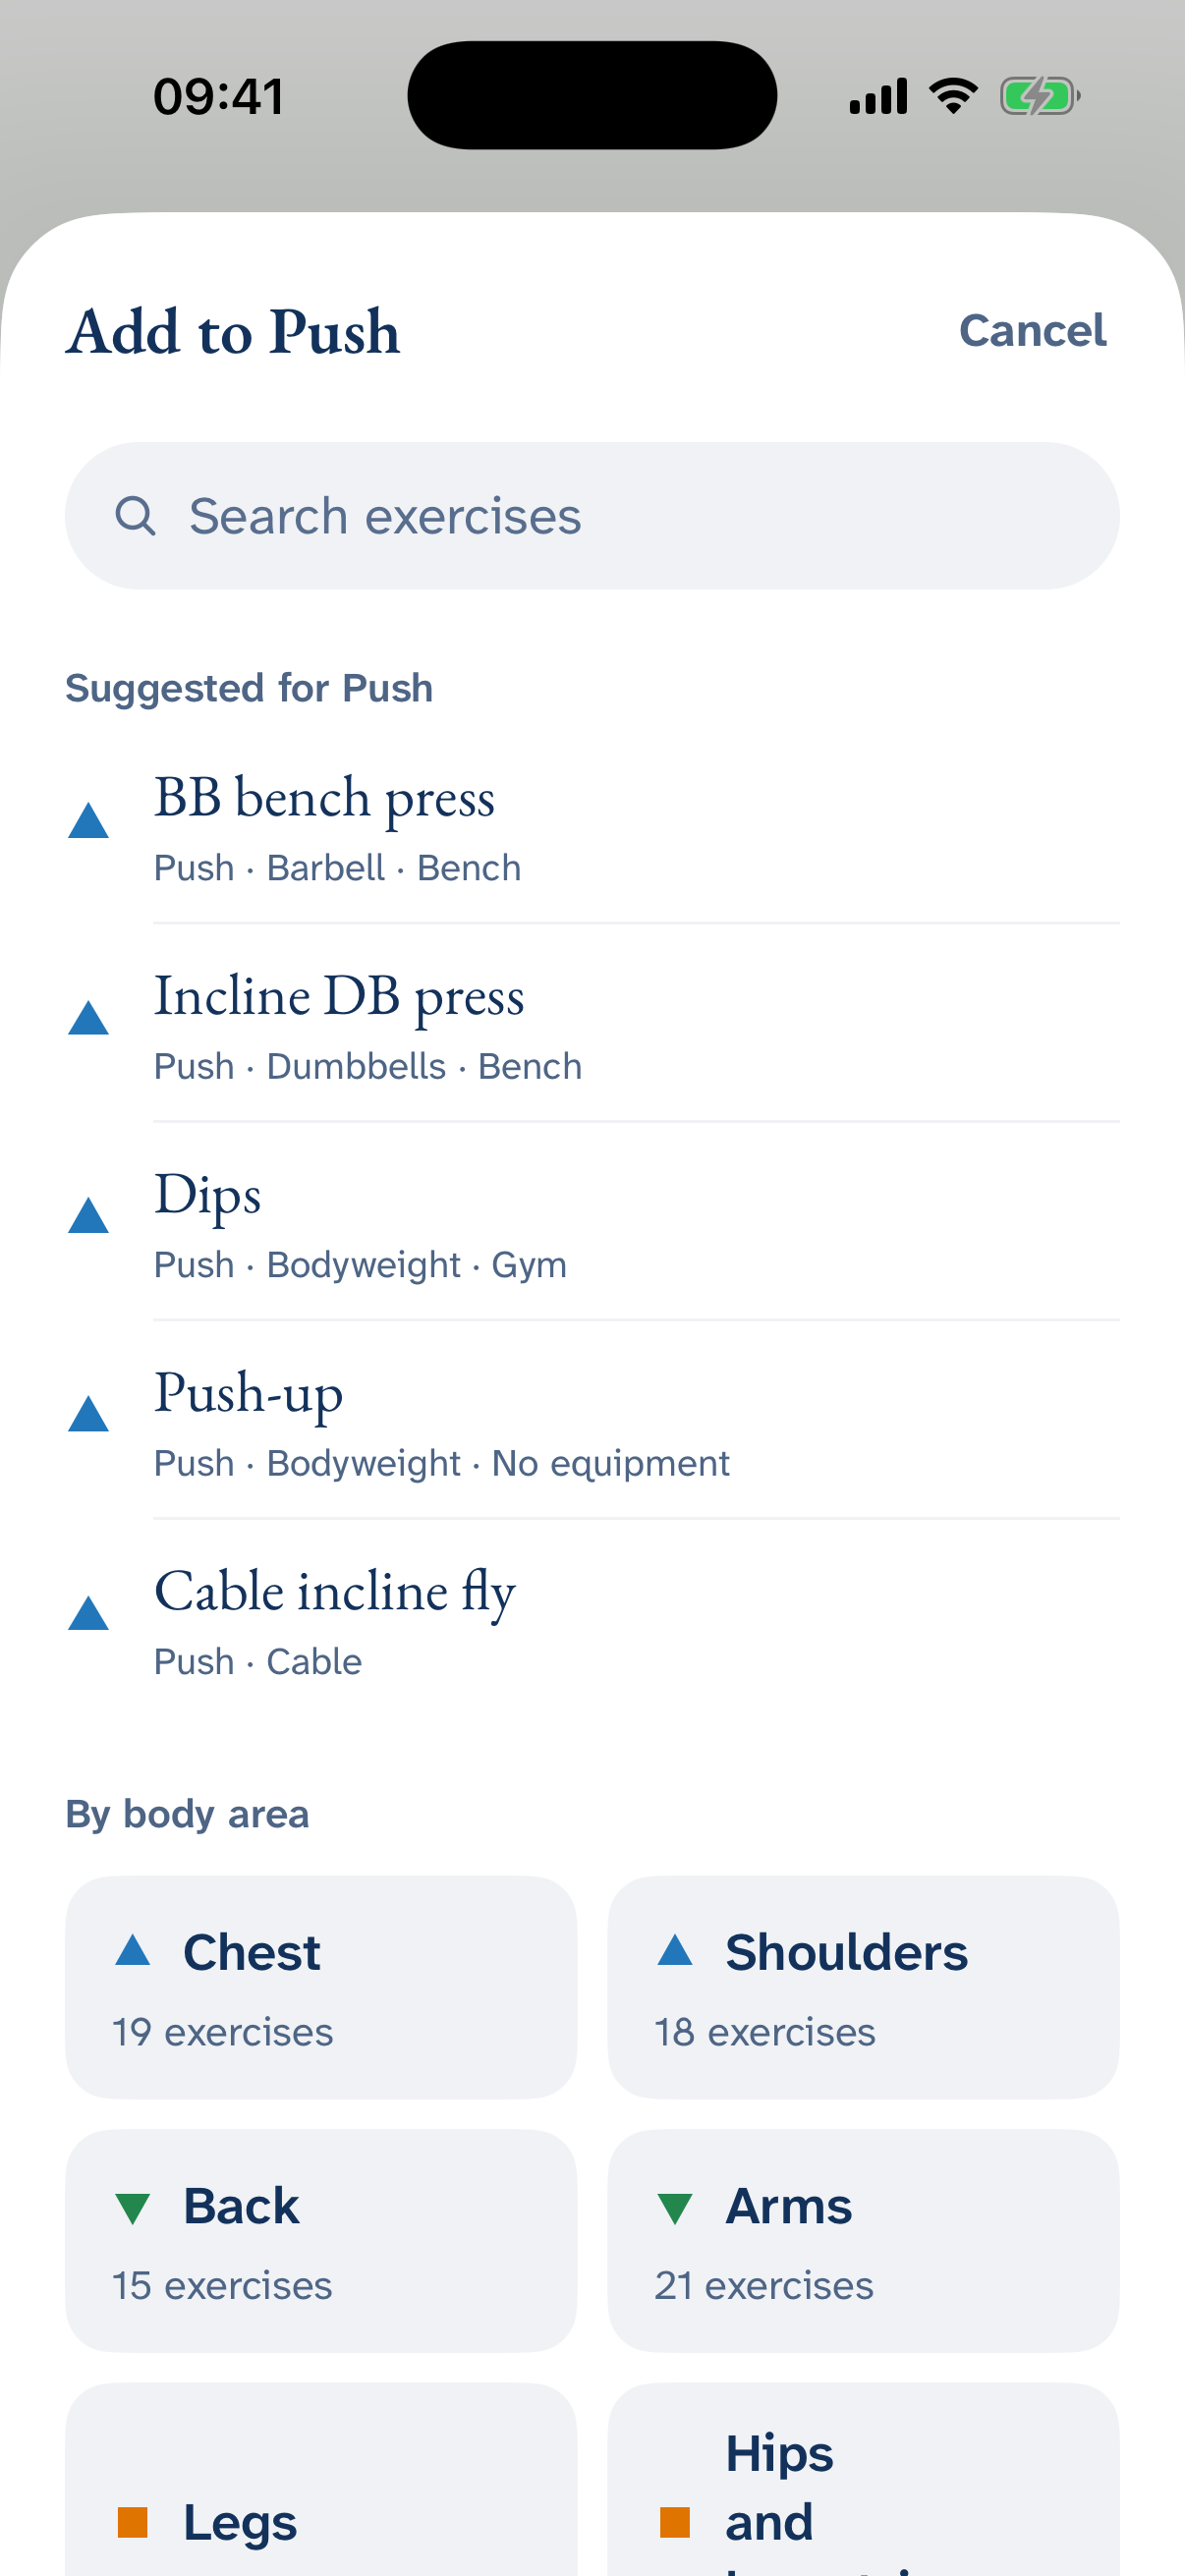 09:41
Add to Push
Cancel
Search exercises
Suggested for Push
BB bench press
Push · Barbell · Bench
Incline DB press
Push · Dumbbells · Bench
Dips
Push · Bodyweight · Gym
Push-up
Push · Bodyweight · No equipment
Cable incline fly
Push · Cable
By body area
Chest
19 exercises
Shoulders
18 exercises
Back
15 exercises
Arms
21 exercises
Legs
Hips
and